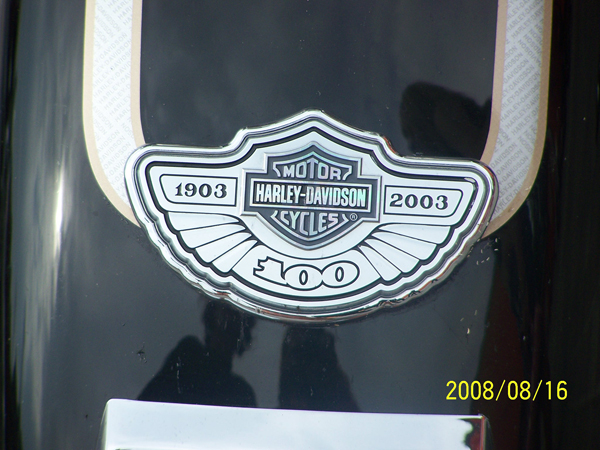 MOTOR
1903 HARLEY-DAVIDSON 2003
CYCLES ®
100
2008/08/16